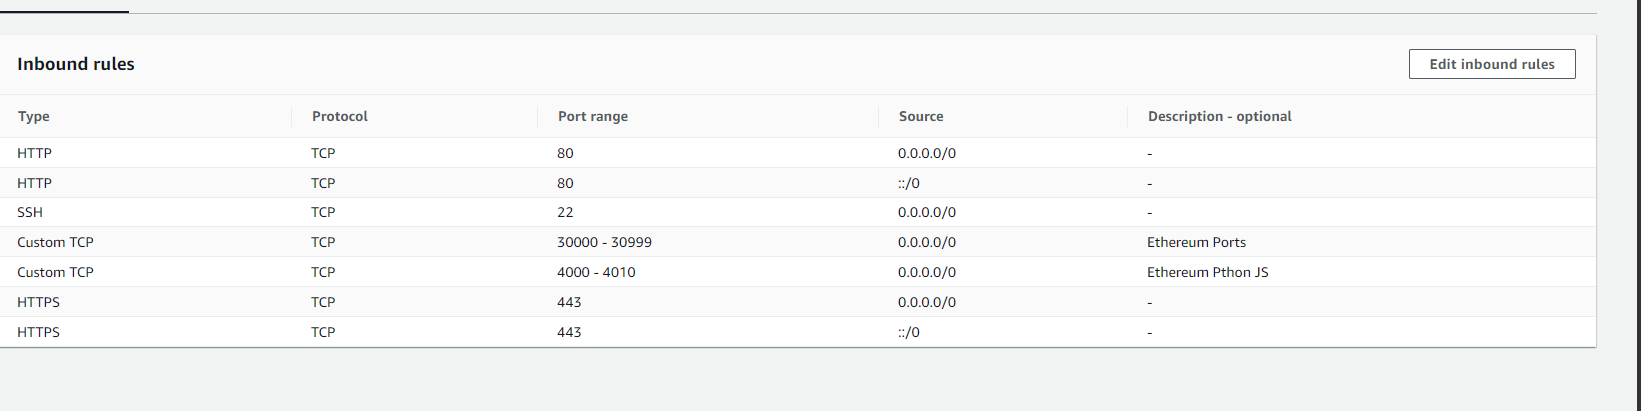 Inbound rules Edit inbound rules
Type Protocol Port range Source Description - optional
HTTP TCP 80 0.0.0.0/0 -
HTTP TCP 80 ::/0 -
SSH TCP 22 0.0.0.0/0 -
Custom TCP TCP 30000 - 30999 0.0.0.0/0 Ethereum Ports
Custom TCP TCP 4000 - 4010 0.0.0.0/0 Ethereum Pthon JS
HTTPS TCP 443 0.0.0.0/0 -
HTTPS TCP 443 ::/0 -